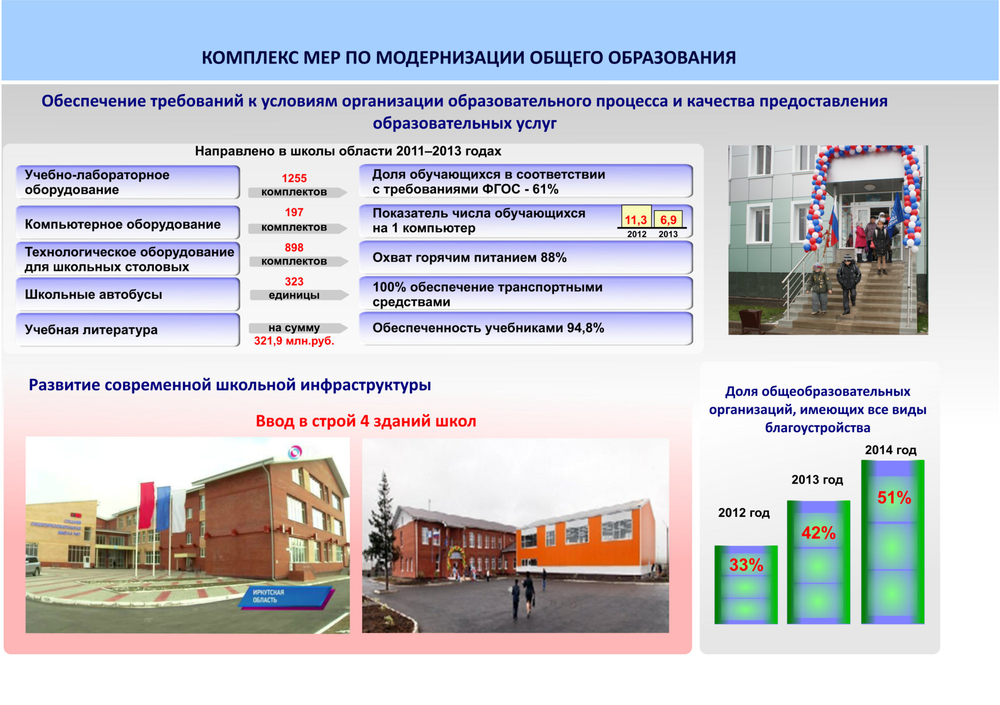 КОМПЛЕКС МЕР ПО МОДЕРНИЗАЦИИ ОБЩЕГО ОБРАЗОВАНИЯ
Обеспечение требований к условиям организации образовательного процесса и качества предоставления
образовательных услуг
Направлено в школы области 2011–2013 годах
Учебно-лабораторное
оборудование
1255
комплектов
Доля обучающихся в соответствии
с требованиями ФГОС - 61%
Компьютерное оборудование
197
комплектов
Показатель числа обучающихся
на 1 компьютер
11,3 6,9
2012 2013
Технологическое оборудование
для школьных столовых
898
комплектов
Охват горячим питанием 88%
Школьные автобусы
323
единицы
100% обеспечение транспортными
средствами
Учебная литература
на сумму
321,9 млн.руб.
Обеспеченность учебниками 94,8%
Развитие современной школьной инфраструктуры
Ввод в строй 4 зданий школ
СРЕДНЯЯ
ОБЩЕОБРАЗОВАТЕЛЬНАЯ
ШКОЛА №7
ИРКУТСКАЯ
ОБЛАСТЬ
Доля общеобразовательных
организаций, имеющих все виды
благоустройства
2012 год
33%
2013 год
42%
2014 год
51%